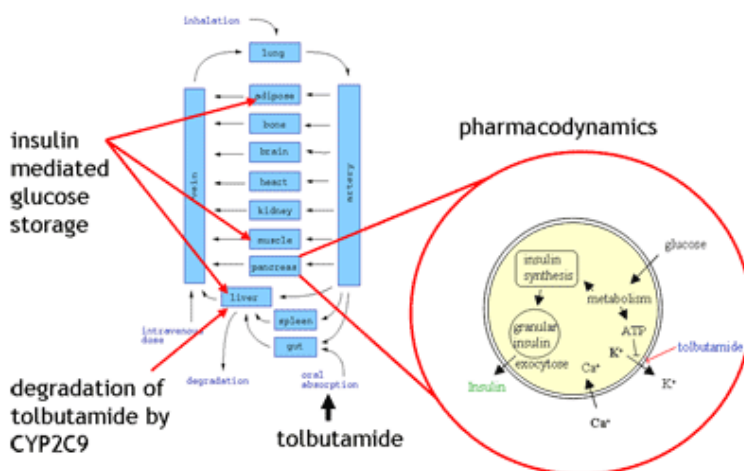 inhalation
lung
adipose
bone
brain
heart
kidney
muscle
pancreas
liver
spleen
gut
vein
artery
intravenous
dose
degradation
oral
absorption
insulin
mediated
glucose
storage
degradation of
tolbutamide by
CYP2C9
tolbutamide
pharmacodynamics
glucose
insulin
synthesis
metabolism
ATP
granular
insulin
K⁺
tolbutamide
exocytose
Ca⁺
Insulin
K⁺
Ca⁺